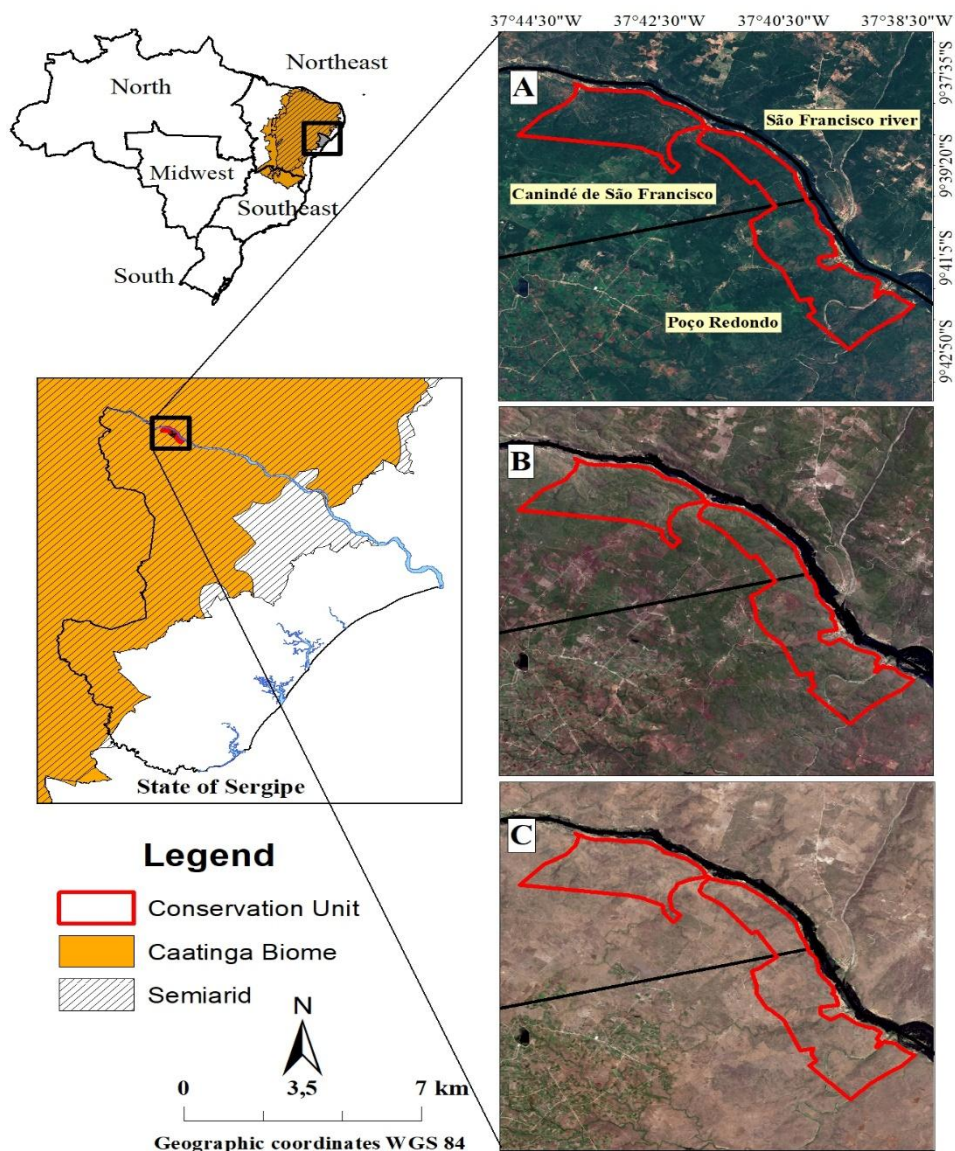 37°44'30"W 37°42'30"W 37°40'30"W 37°38'30"W
Northeast
North
Midwest
Southeast
South
A
São Francisco river
Canindé de São Francisco
Poço Redondo
9°37'35"S
9°39'20"S
9°41'5"S
9°42'50"S
B
C
State of Sergipe
Legend
Conservation Unit
Caatinga Biome
Semiarid
N
0 3,5 7 km
Geographic coordinates WGS 84